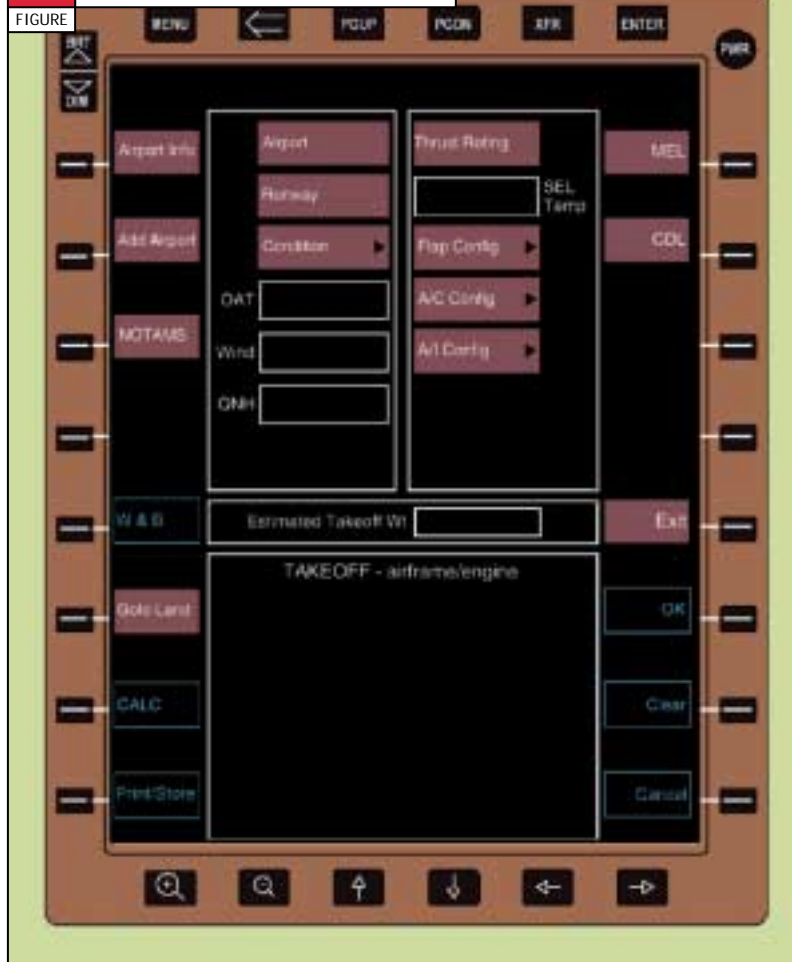 FIGURE
MENU PGUP PGDN XFR ENTER
BRT
DIM
PWR
Airport Info
Airport
Thrust Rating
MEL
Runway
SEL
Temp
Add Airport
Condition
Flap Config
CDL
OAT
A/C Config
NOTAMS
Wind
A/I Config
QNH
W & B
Estimated Takeoff Wt
Exit
TAKEOFF - airframe/engine
Goto Land
OK
CALC
Clear
Print/Store
Cancel